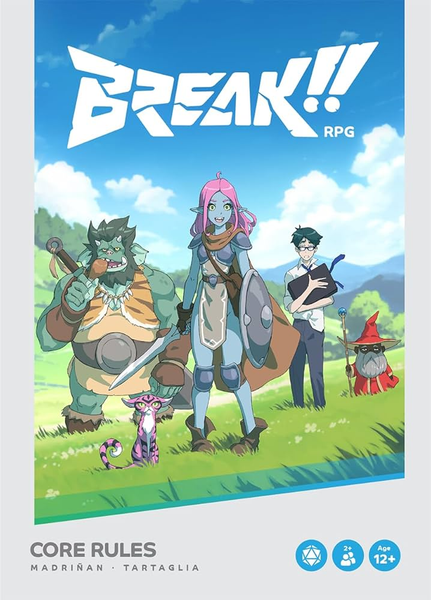 BREAK!!
RPG
CORE RULES
MADRIÑAN · TARTAGLIA
2+
Age
12+